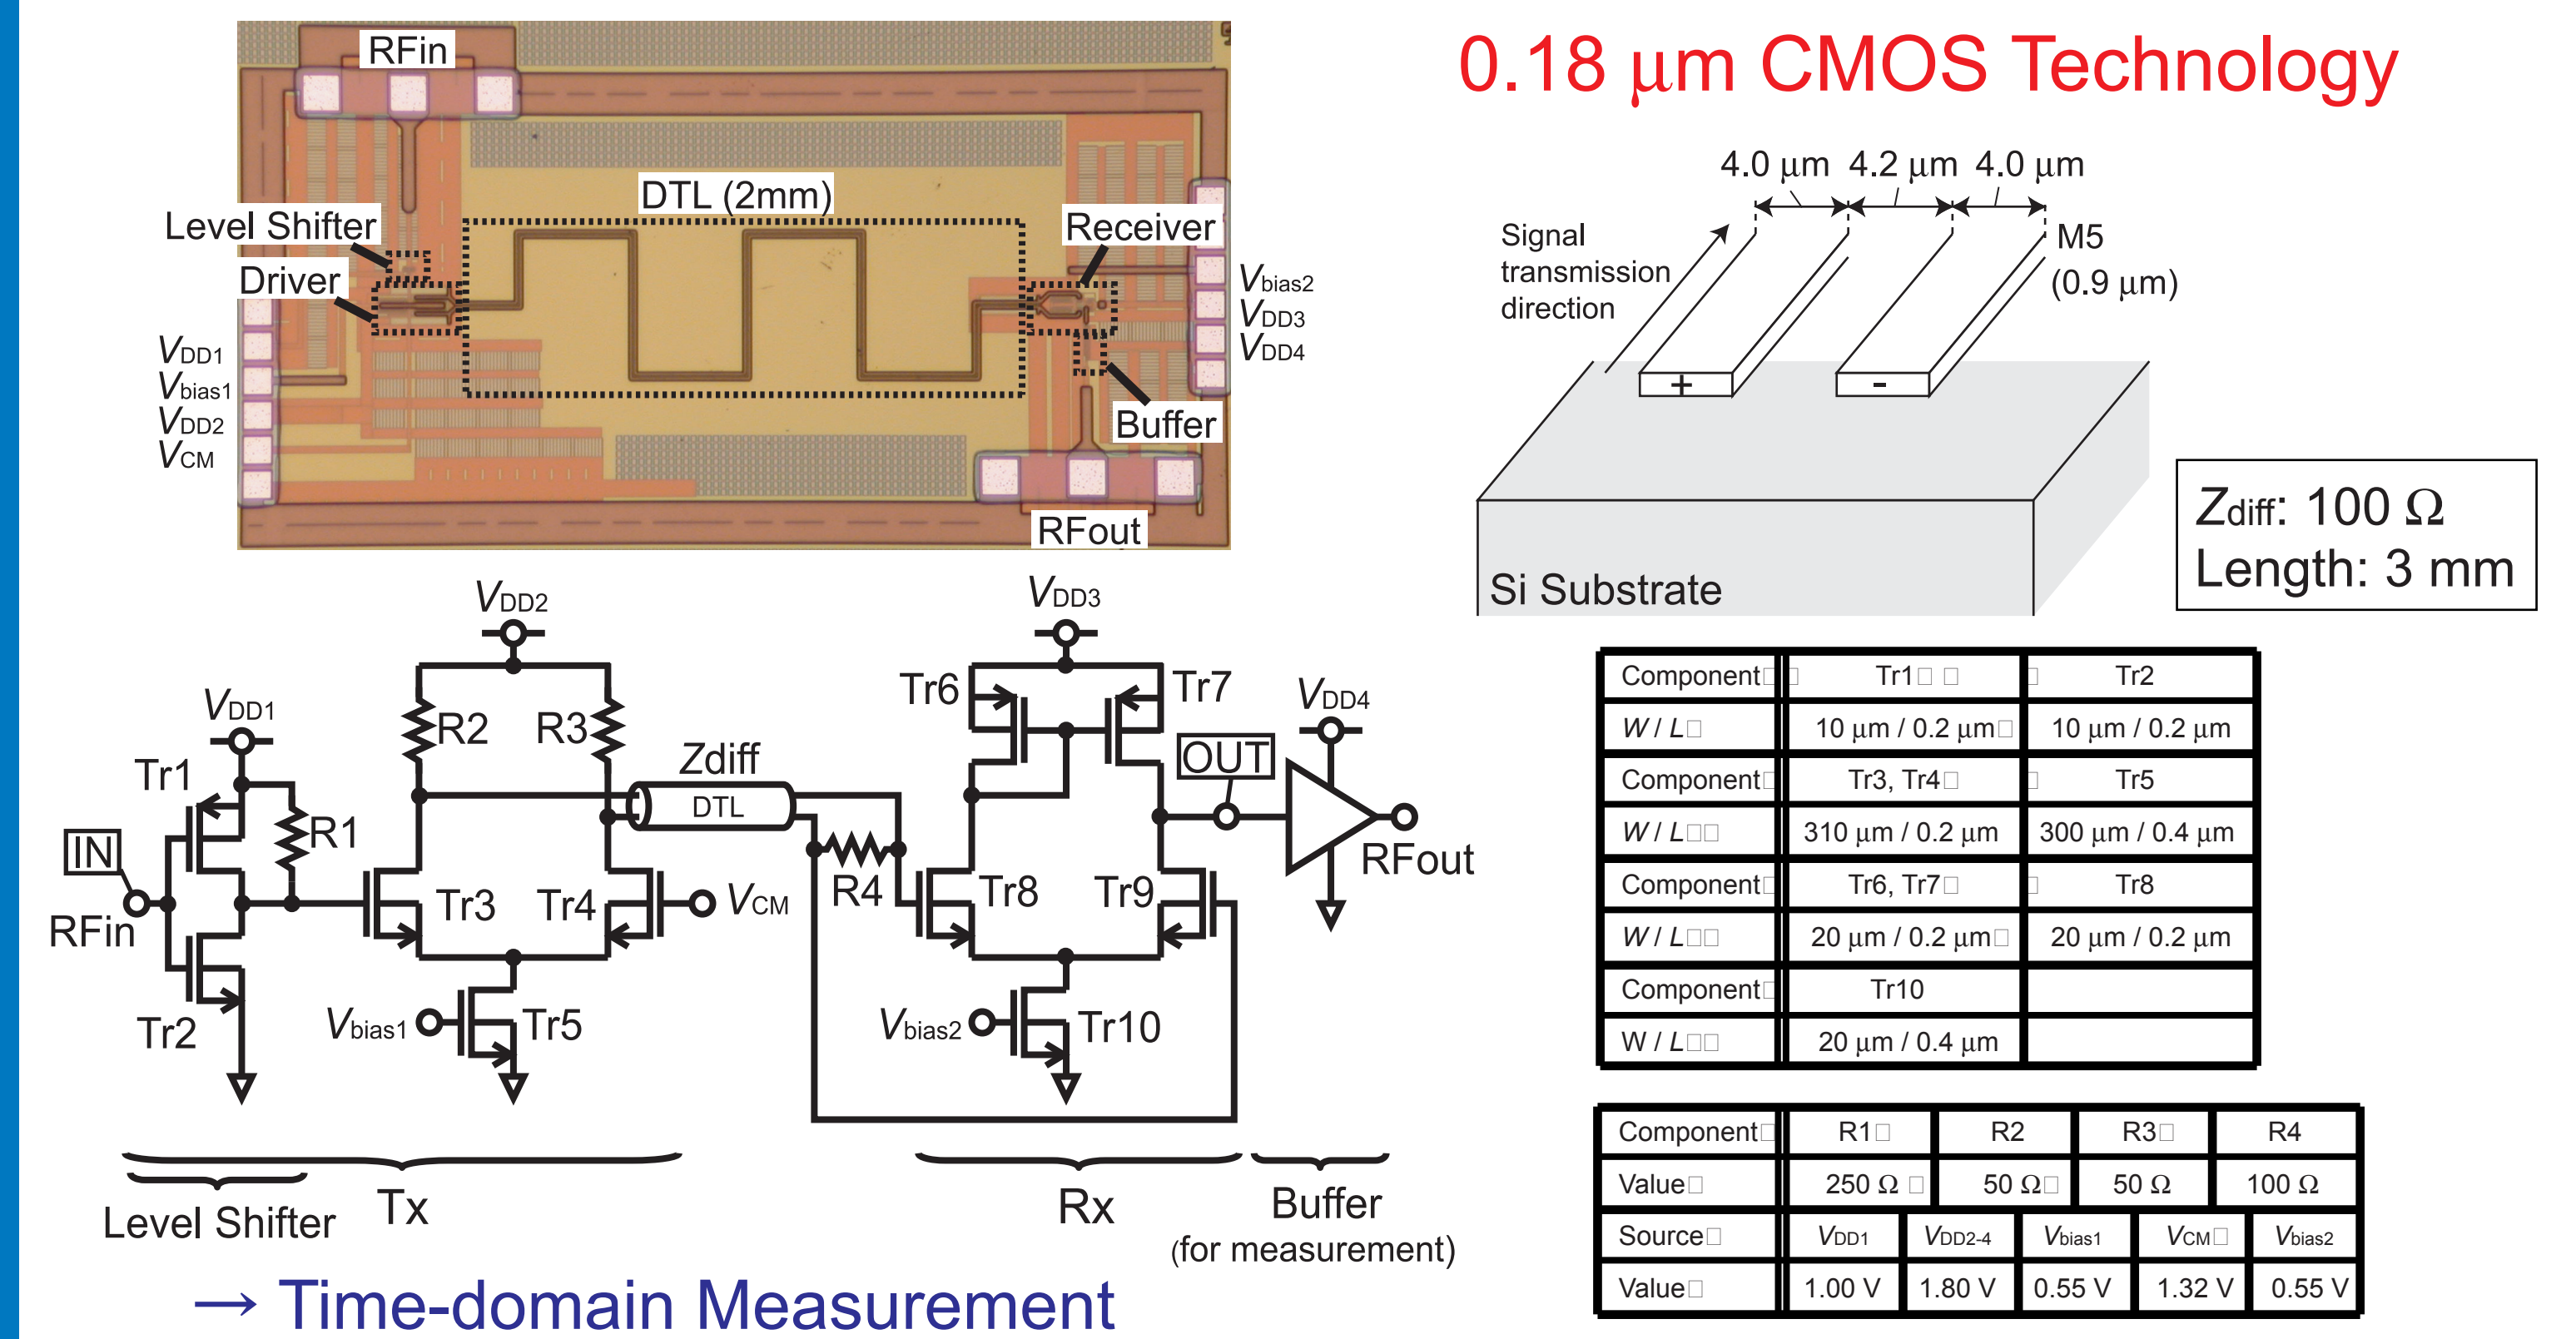 0.18 μm CMOS Technology
RFin
DTL (2mm)
Level Shifter
Driver
Receiver
Buffer
RFout
VDD1
Vbias1
VDD2
VCM
Vbias2
VDD3
VDD4
4.0 μm 4.2 μm 4.0 μm
Signal
transmission
direction
M5
(0.9 μm)
+ -
Si Substrate
Zdiff: 100 Ω
Length: 3 mm
VDD2
VDD3
VDD1
VDD4
Tr1
R1
R2
R3
Zdiff
DTL
Tr6
Tr7
OUT
IN
RFin
Tr3
Tr4
VCM
R4
Tr8
Tr9
RFout
Tr2
Vbias1
Tr5
Vbias2
Tr10
Level Shifter
Tx
Rx
Buffer
(for measurement)
→ Time-domain Measurement
Component Tr1 Tr2
W / L 10 μm / 0.2 μm 10 μm / 0.2 μm
Component Tr3, Tr4 Tr5
W / L 310 μm / 0.2 μm 300 μm / 0.4 μm
Component Tr6, Tr7 Tr8
W / L 20 μm / 0.2 μm 20 μm / 0.2 μm
Component Tr10
W / L 20 μm / 0.4 μm
Component R1 R2 R3 R4
Value 250 Ω 50 Ω 50 Ω 100 Ω
Source VDD1 VDD2-4 Vbias1 VCM Vbias2
Value 1.00 V 1.80 V 0.55 V 1.32 V 0.55 V